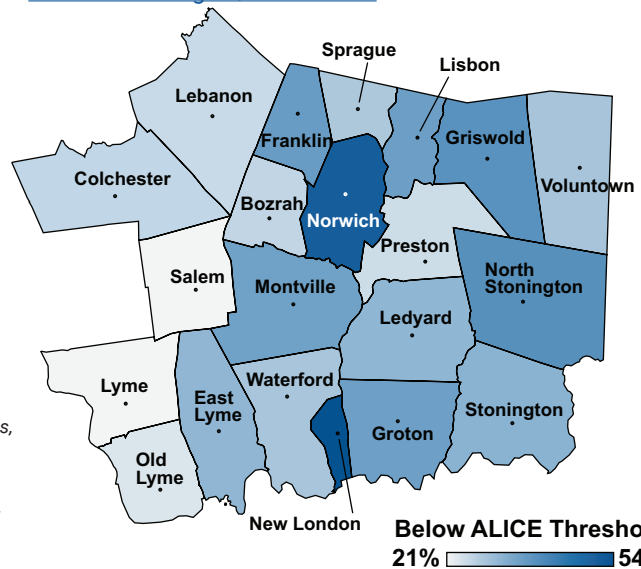 Sprague
Lisbon
Lebanon
Franklin
Griswold
Colchester
Voluntown
Bozrah
Norwich
Preston
Salem
Montville
North
Stonington
Ledyard
Lyme
East
Lyme
Waterford
Stonington
Groton
Old
Lyme
New London
Below ALICE
21%
54